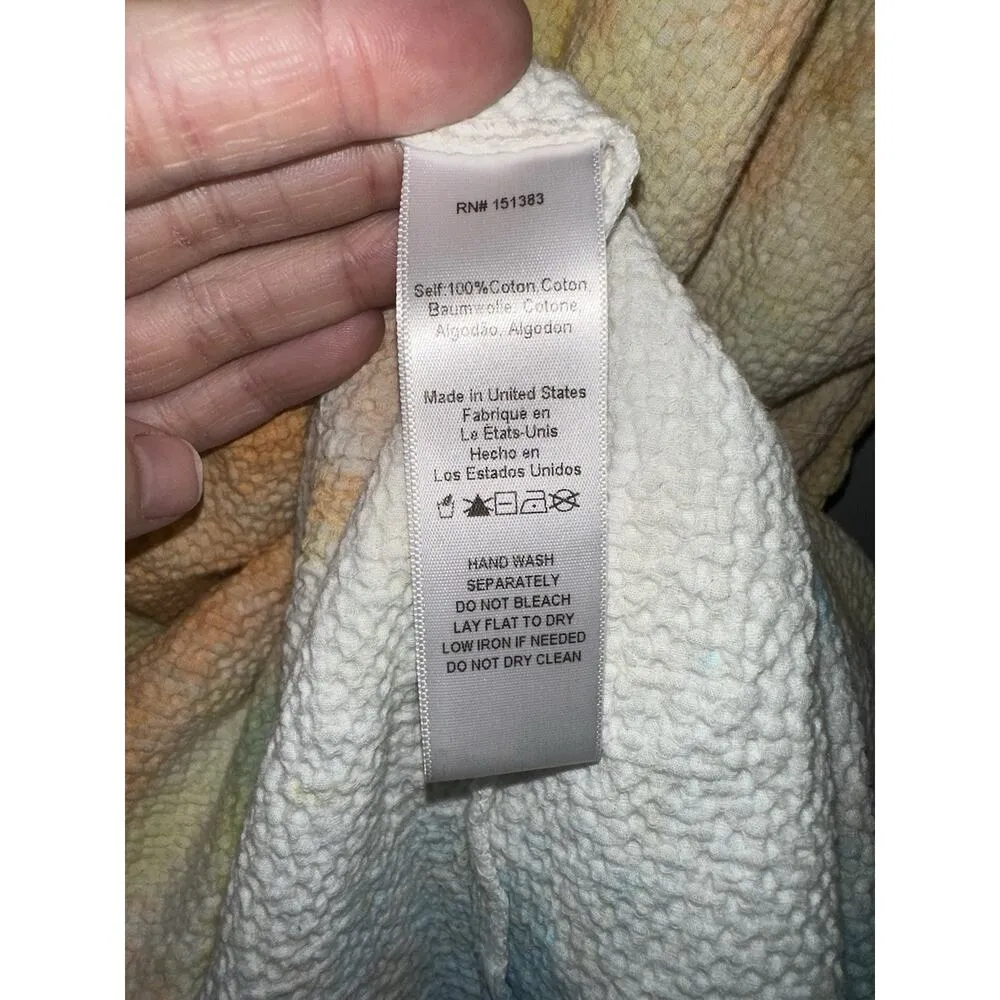 RN# 151383
Self:100%Coton,Coton
Baumwolle, Cotone,
Algodão, Algodon
Made in United States
Fabrique en
Le États-Unis
Hecho en
Los Estados Unidos
HAND WASH
SEPARATELY
DO NOT BLEACH
LAY FLAT TO DRY
LOW IRON IF NEEDED
DO NOT DRY CLEAN